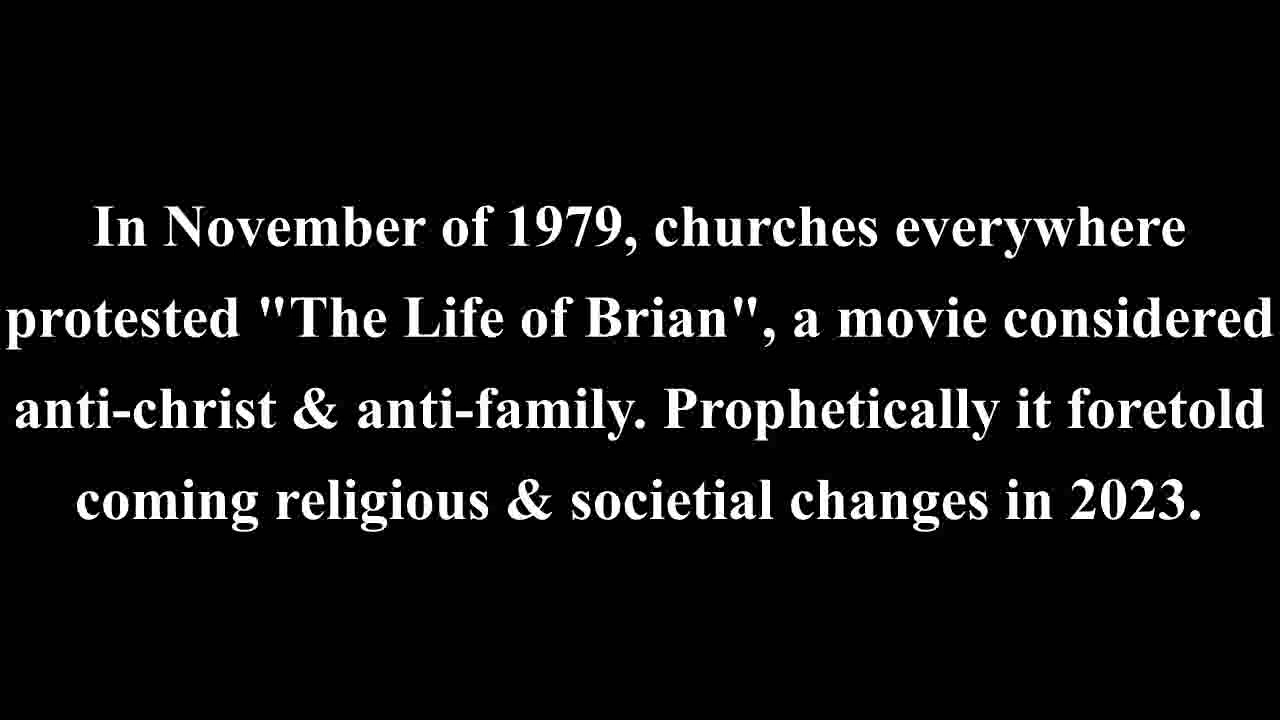 In November of 1979, churches everywhere
protested "The Life of Brian", a movie considered
anti-christ & anti-family. Prophetically it foretold
coming religious & societial changes in 2023.